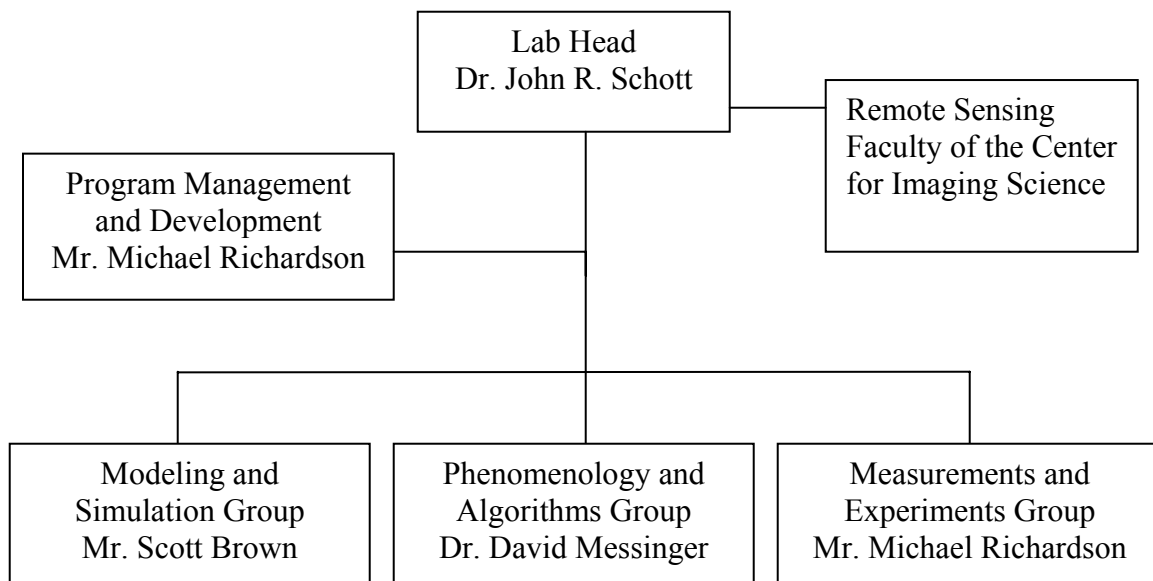 Lab Head
Dr. John R. Schott
Remote Sensing
Faculty of the Center
for Imaging Science
Program Management
and Development
Mr. Michael Richardson
Modeling and
Simulation Group
Mr. Scott Brown
Phenomenology and
Algorithms Group
Dr. David Messinger
Measurements and
Experiments Group
Mr. Michael Richardson